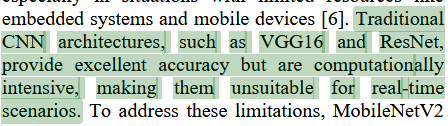 especially in situations with limited resources like
embedded systems and mobile devices [6]. Traditional
CNN architectures, such as VGG16 and ResNet,
provide excellent accuracy but are computationally
intensive, making them unsuitable for real-time
scenarios. To address these limitations, MobileNetV2